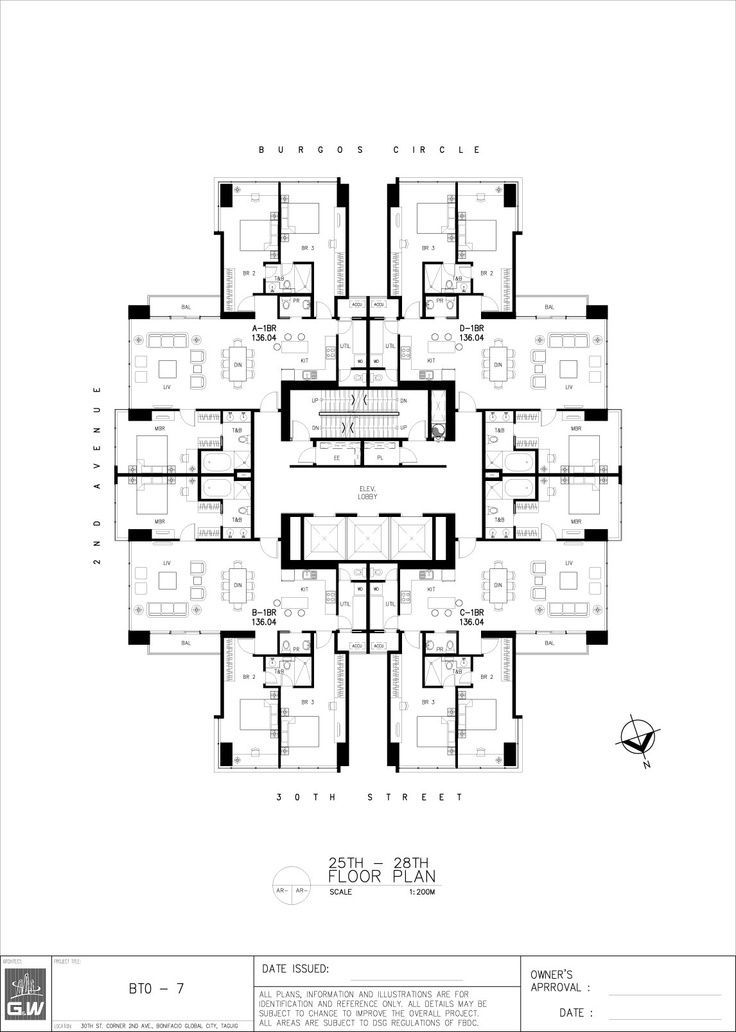 BURGOS CIRCLE
BR 3
BR 3
BR 2
T&B
T&B
BR 2
PR
ACCU
ACCU
PR
BAL
BAL
A-1BR
136.04
D-1BR
136.04
UTIL
UTIL
LIV
DIN
KIT
WD
WD
KIT
DIN
LIV
UP
DN
DN
UP
MBR
T&B
T&B
MBR
EE
PL
2ND AVENUE
ELEV.
LOBBY
MBR
T&B
T&B
MBR
LIV
DIN
KIT
WD
WD
KIT
DIN
LIV
UTIL
UTIL
B-1BR
136.04
C-1BR
136.04
BAL
PR
ACCU
ACCU
PR
BAL
T&B
T&B
BR 2
BR 2
BR 3
BR 3
N
30TH STREET
25TH - 28TH
FLOOR PLAN
AR-
AR-
SCALE 1:200M
ARCHITECT:
PROJECT TITLE:
G.W
BTO - 7
LOCATION: 30TH ST. CORNER 2ND AVE., BONIFACIO GLOBAL CITY, TAGUIG
DATE ISSUED:
ALL PLANS, INFORMATION AND ILLUSTRATIONS ARE FOR
IDENTIFICATION AND REFERENCE ONLY. ALL DETAILS MAY BE
SUBJECT TO CHANGE TO IMPROVE THE OVERALL PROJECT.
ALL AREAS ARE SUBJECT TO DSG REGULATIONS OF FBDC.
OWNER'S
APRROVAL :
DATE :